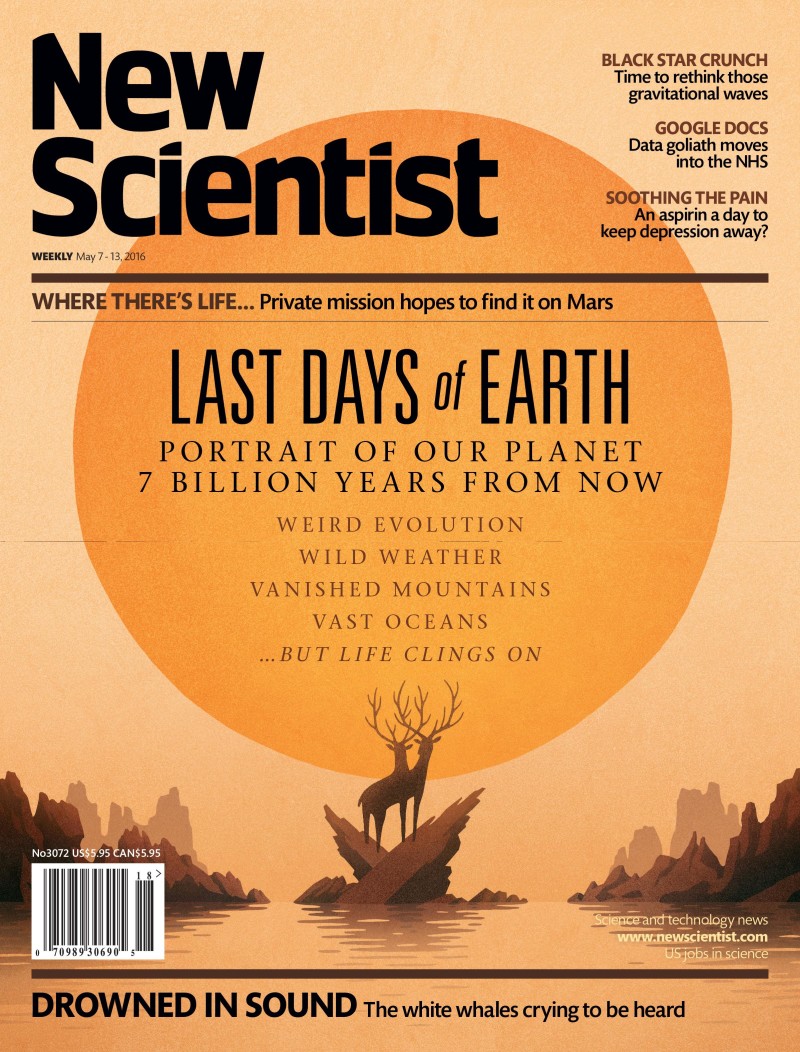 New
Scientist
WEEKLY May 7 - 13, 2016
BLACK STAR CRUNCH
Time to rethink those
gravitational waves
GOOGLE DOCS
Data goliath moves
into the NHS
SOOTHING THE PAIN
An aspirin a day to
keep depression away?
WHERE THERE'S LIFE... Private mission hopes to find it on Mars
LAST DAYS of EARTH
PORTRAIT OF OUR PLANET
7 BILLION YEARS FROM NOW
WEIRD EVOLUTION
WILD WEATHER
VANISHED MOUNTAINS
VAST OCEANS
...BUT LIFE CLINGS ON
No3072 US$5.95 CAN$5.95
1 8 >
0 70989 30690 5
Science and technology news
www.newscientist.com
US jobs in science
DROWNED IN SOUND The white whales crying to be heard